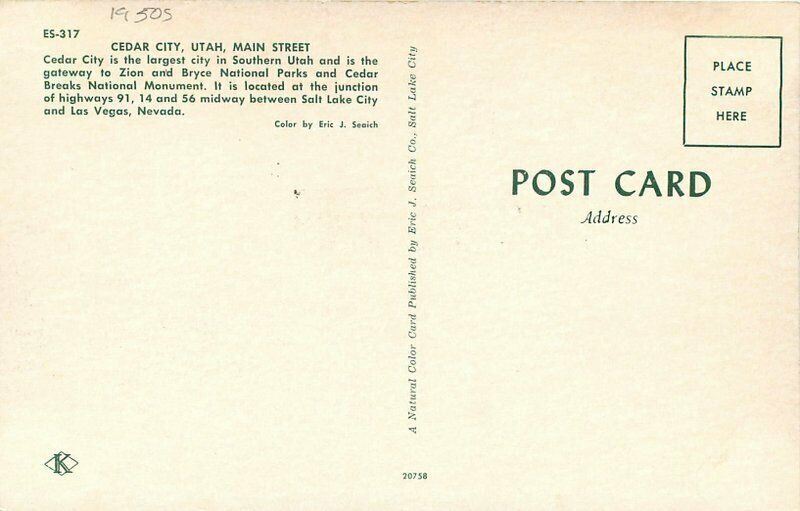 1950s
ES-317
CEDAR CITY, UTAH, MAIN STREET
Cedar City is the largest city in Southern Utah and is the
gateway to Zion and Bryce National Parks and Cedar
Breaks National Monument. It is located at the junction
of highways 91, 14 and 56 midway between Salt Lake City
and Las Vegas, Nevada.
Color by Eric J. Seaich
A Natural Color Card Published by Eric J. Seaich Co., Salt Lake City
PLACE
STAMP
HERE
POST CARD
Address
K
20758